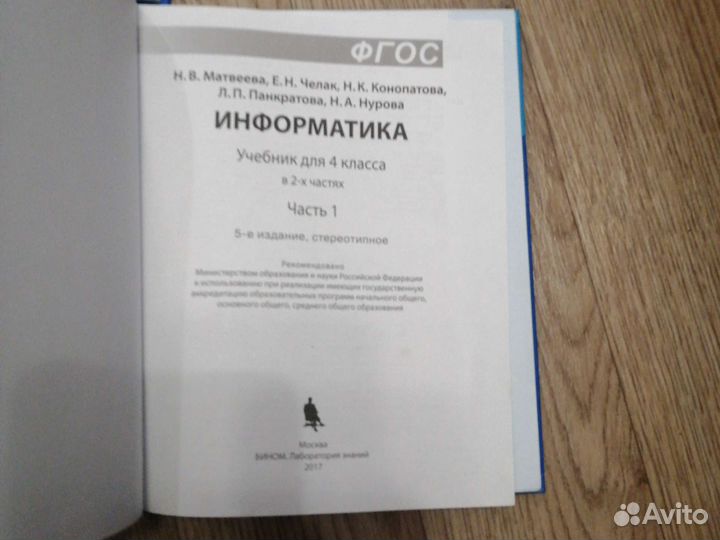 ФГОС
Н. В. Матвеева, Е. Н. Челак, Н. К. Конопатова,
Л. П. Панкратова, Н. А. Нурова
ИНФОРМАТИКА
Учебник для 4 класса
в 2-х частях
Часть 1
5-е издание, стереотипное
Рекомендовано
Министерством образования и науки Российской Федерации
к использованию при реализации имеющих государственную
аккредитацию образовательных программ начального общего,
основного общего, среднего общего образования
Москва
БИНОМ. Лаборатория знаний
2017
Avito